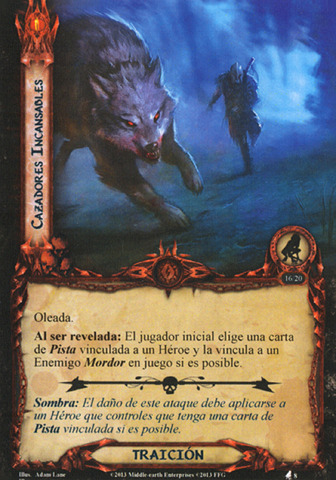 CAZADORES INCANSABLES
16/20
Oleada.
Al ser revelada: El jugador inicial elige una carta
de Pista vinculada a un Héroe y la vincula a un
Enemigo Mordor en juego si es posible.
Sombra: El daño de este ataque debe aplicarse a
un Héroe que controles que tenga una carta de
Pista vinculada si es posible.
TRAICIÓN
Illus. Adam Lane ©2013 Middle-earth Enterprises ©2013 FFG 8